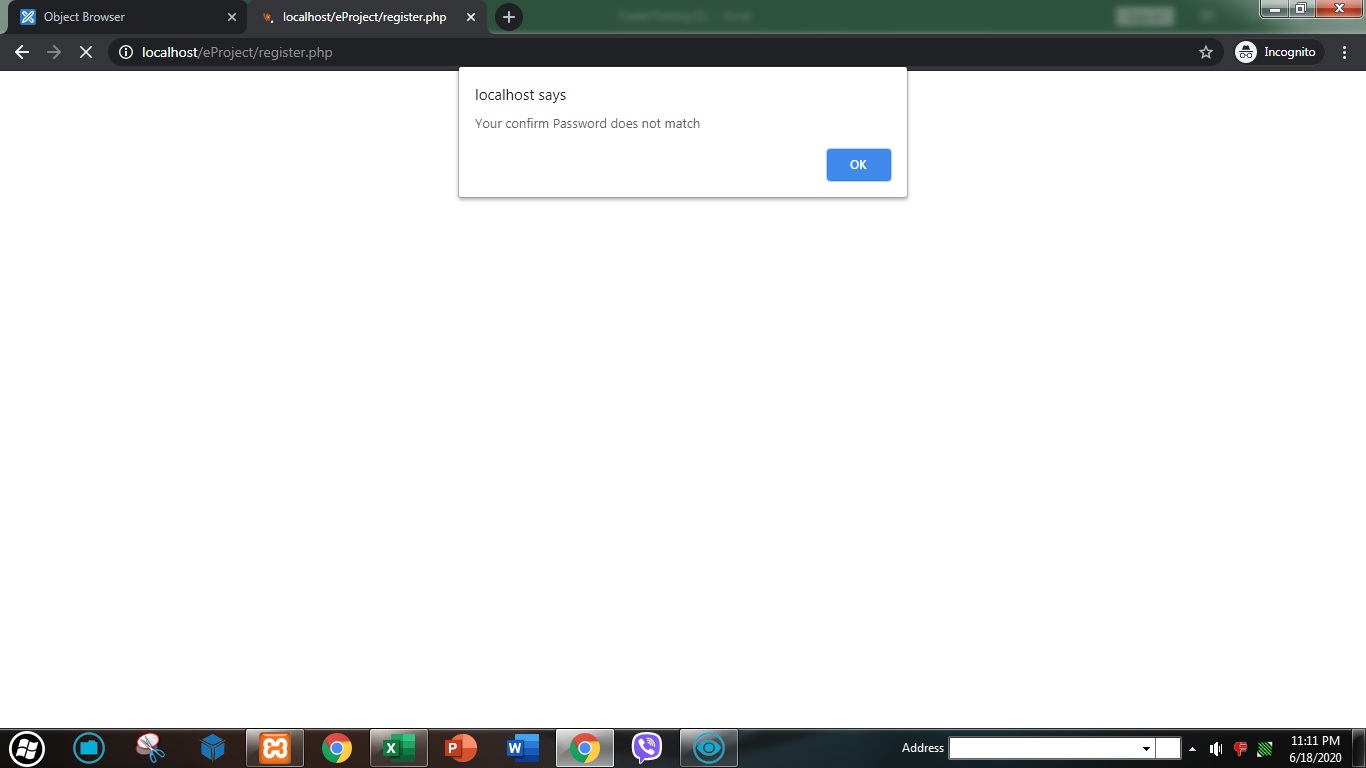 Object Browser
localhost/eProject/register.php
localhost/eProject/register.php
Incognito
localhost says
Your confirm Password does not match
OK
Address
11:11 PM
6/18/2020